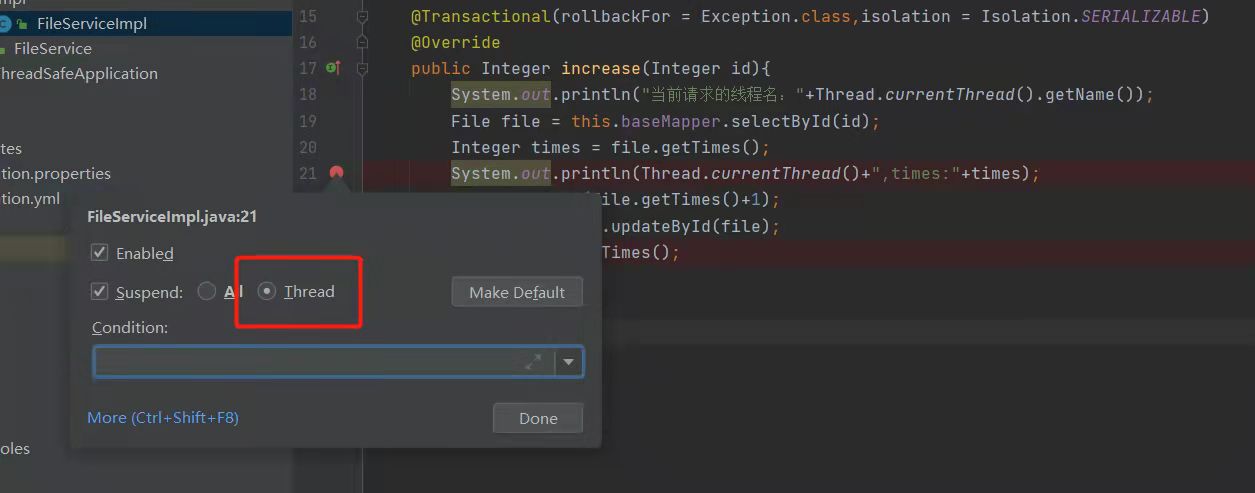 mpl
FileServiceImpl
FileService
ThreadSafeApplication
tes
tion.properties
tion.yml
oles
15 @Transactional(rollbackFor = Exception.class,isolation = Isolation.SERIALIZABLE)
16 @Override
17 public Integer increase(Integer id){
18 System.out.println("当前请求的线程名："+Thread.currentThread().getName());
19 File file = this.baseMapper.selectById(id);
20 Integer times = file.getTimes();
21 System.out.println(Thread.currentThread()+",times:"+times);
file.getTimes()+1);
.updateById(file);
Times();
FileServiceImpl.java:21
Enabled
Suspend: All Thread Make Default
Condition:
More (Ctrl+Shift+F8) Done